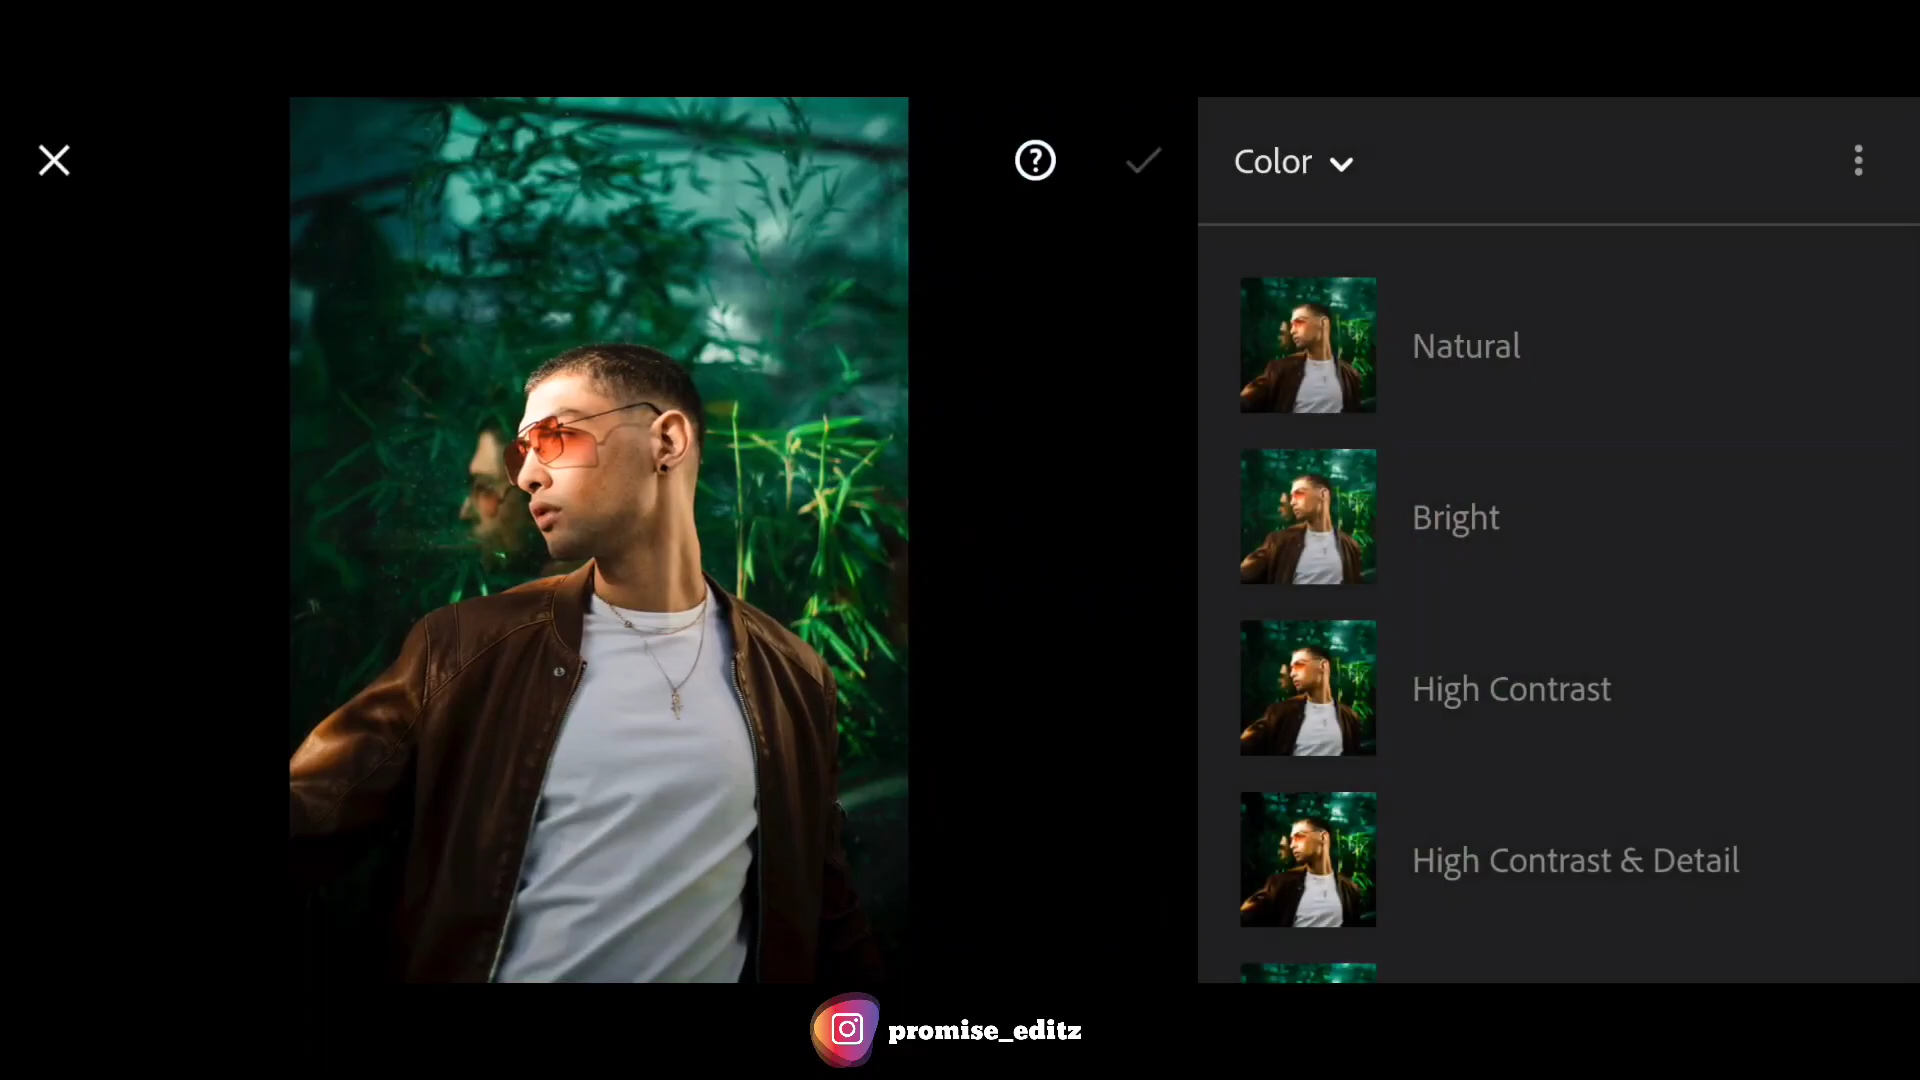 Color
Natural
Bright
High Contrast
High Contrast & Detail
promise_editz